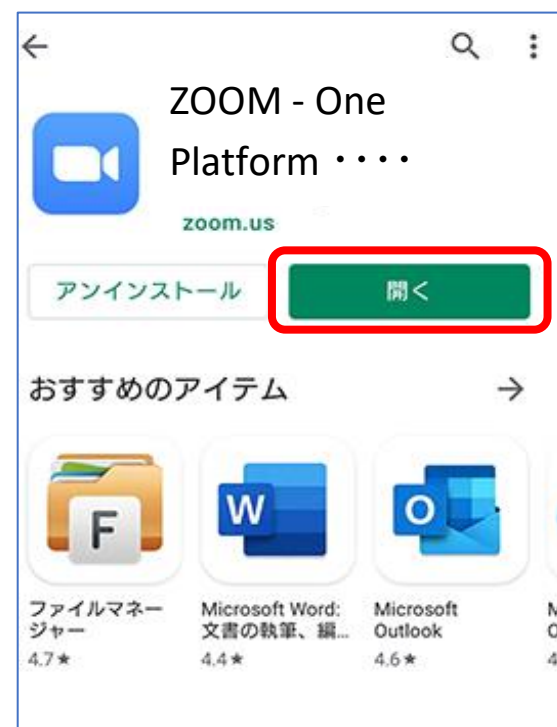 ZOOM - One
Platform ・・・・
zoom.us
アンインストール
開く
おすすめのアイテム
F
W
O
ファイルマネー
ジャー
4.7★
Microsoft Word:
文書の執筆、編...
4.4★
Microsoft
Outlook
4.6★